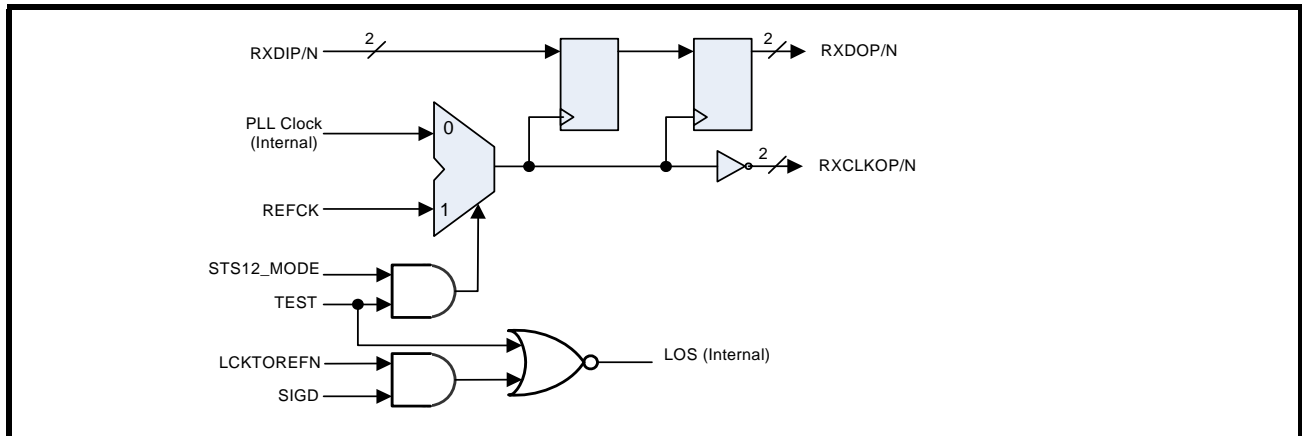 RXDIP/N
2
2
RXDOP/N
PLL Clock
(Internal)
0
2
RXCLKOP/N
REFCK
1
STS12_MODE
TEST
LCKTOREFN
LOS (Internal)
SIGD